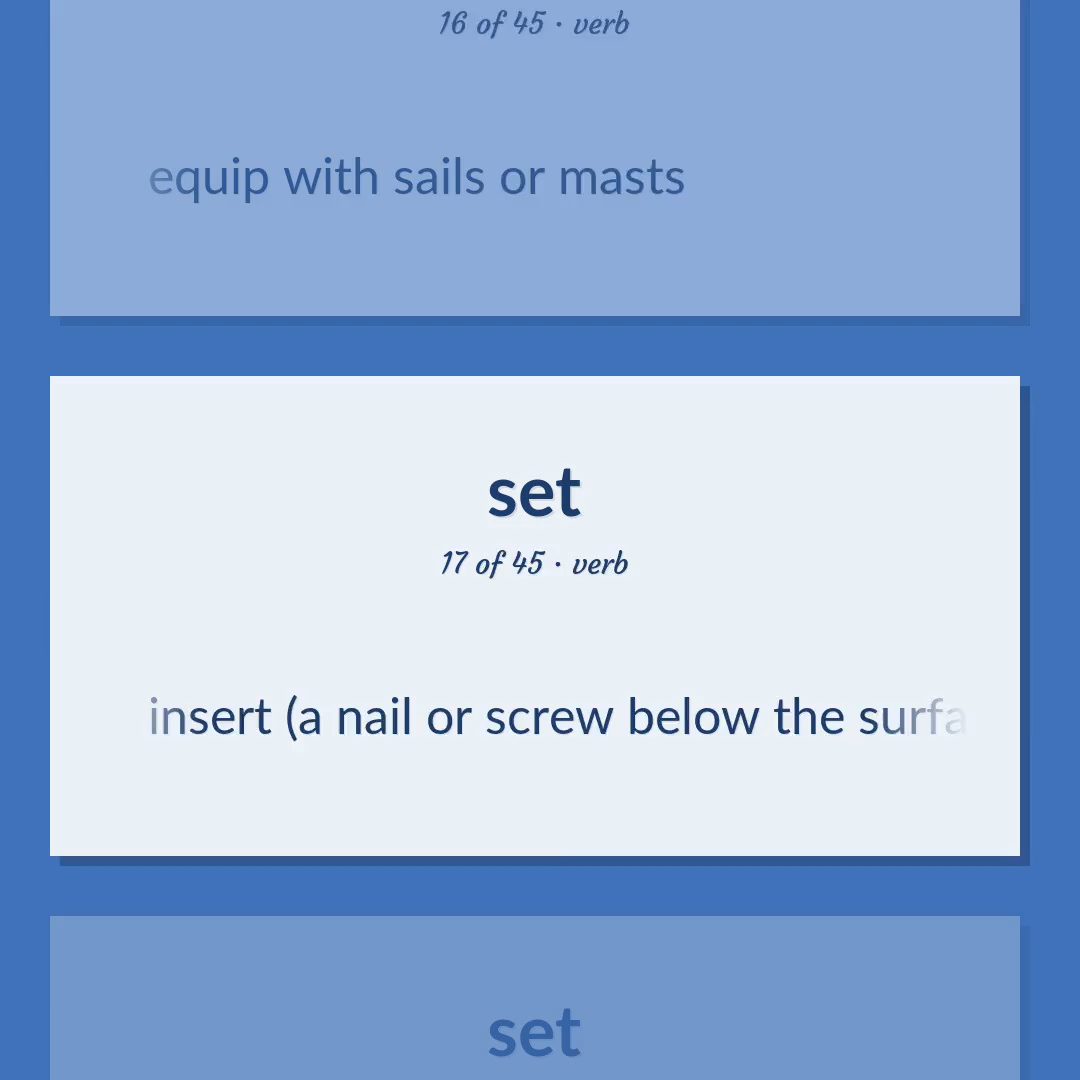 16 of 45 · verb
equip with sails or masts
set
17 of 45 · verb
insert (a nail or screw below the surfa
set